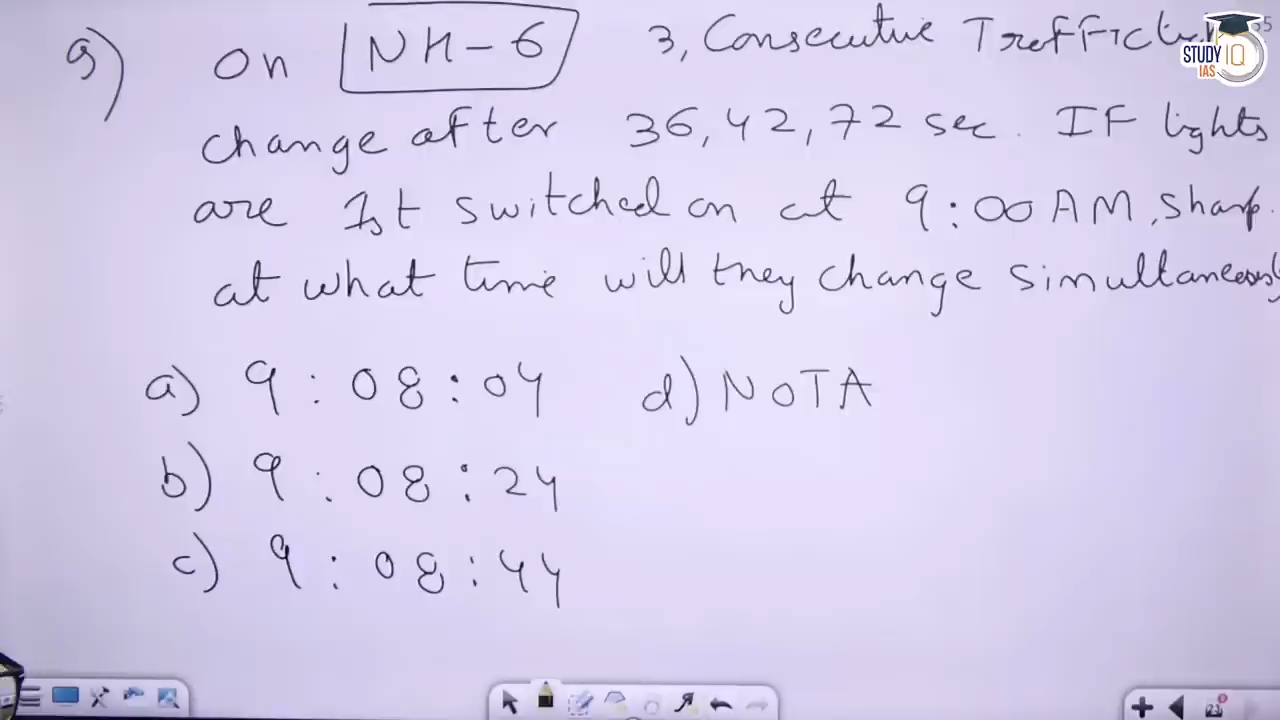 9) On NH-6 3, Consecutive
change after 36, 42, 72 sec. IF lights
are Ist switched on at 9:00 AM, sharp.
at what time will they change simultaneously
a) 9:08:04 d) NOTA
b) 9:08:24
c) 9:08:44
STUDY IQ
IAS